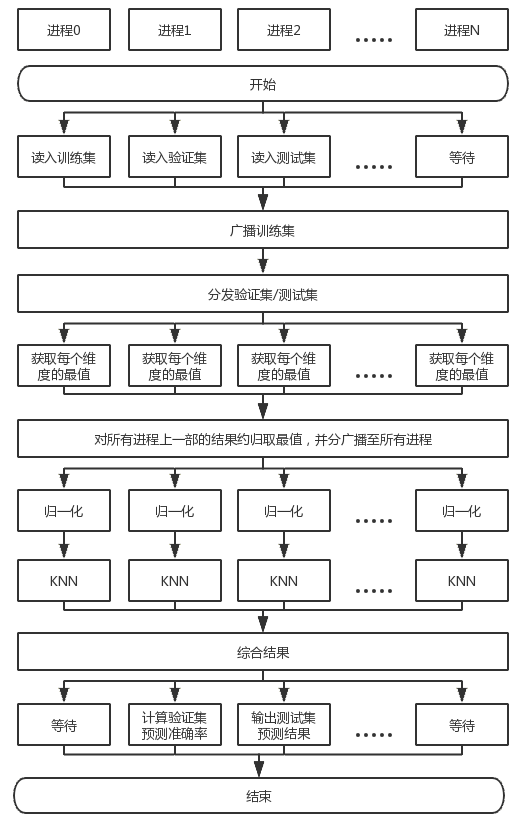 进程0
进程1
进程2
进程N
开始
读入训练集
读入验证集
读入测试集
等待
广播训练集
分发验证集/测试集
获取每个维
度的最值
获取每个维
度的最值
获取每个维
度的最值
获取每个维
度的最值
对所有进程上一部的结果约归取最值，并分广播至所有进程
归一化
归一化
归一化
归一化
KNN
KNN
KNN
KNN
综合结果
等待
计算验证集
预测准确率
输出测试集
预测结果
等待
结束